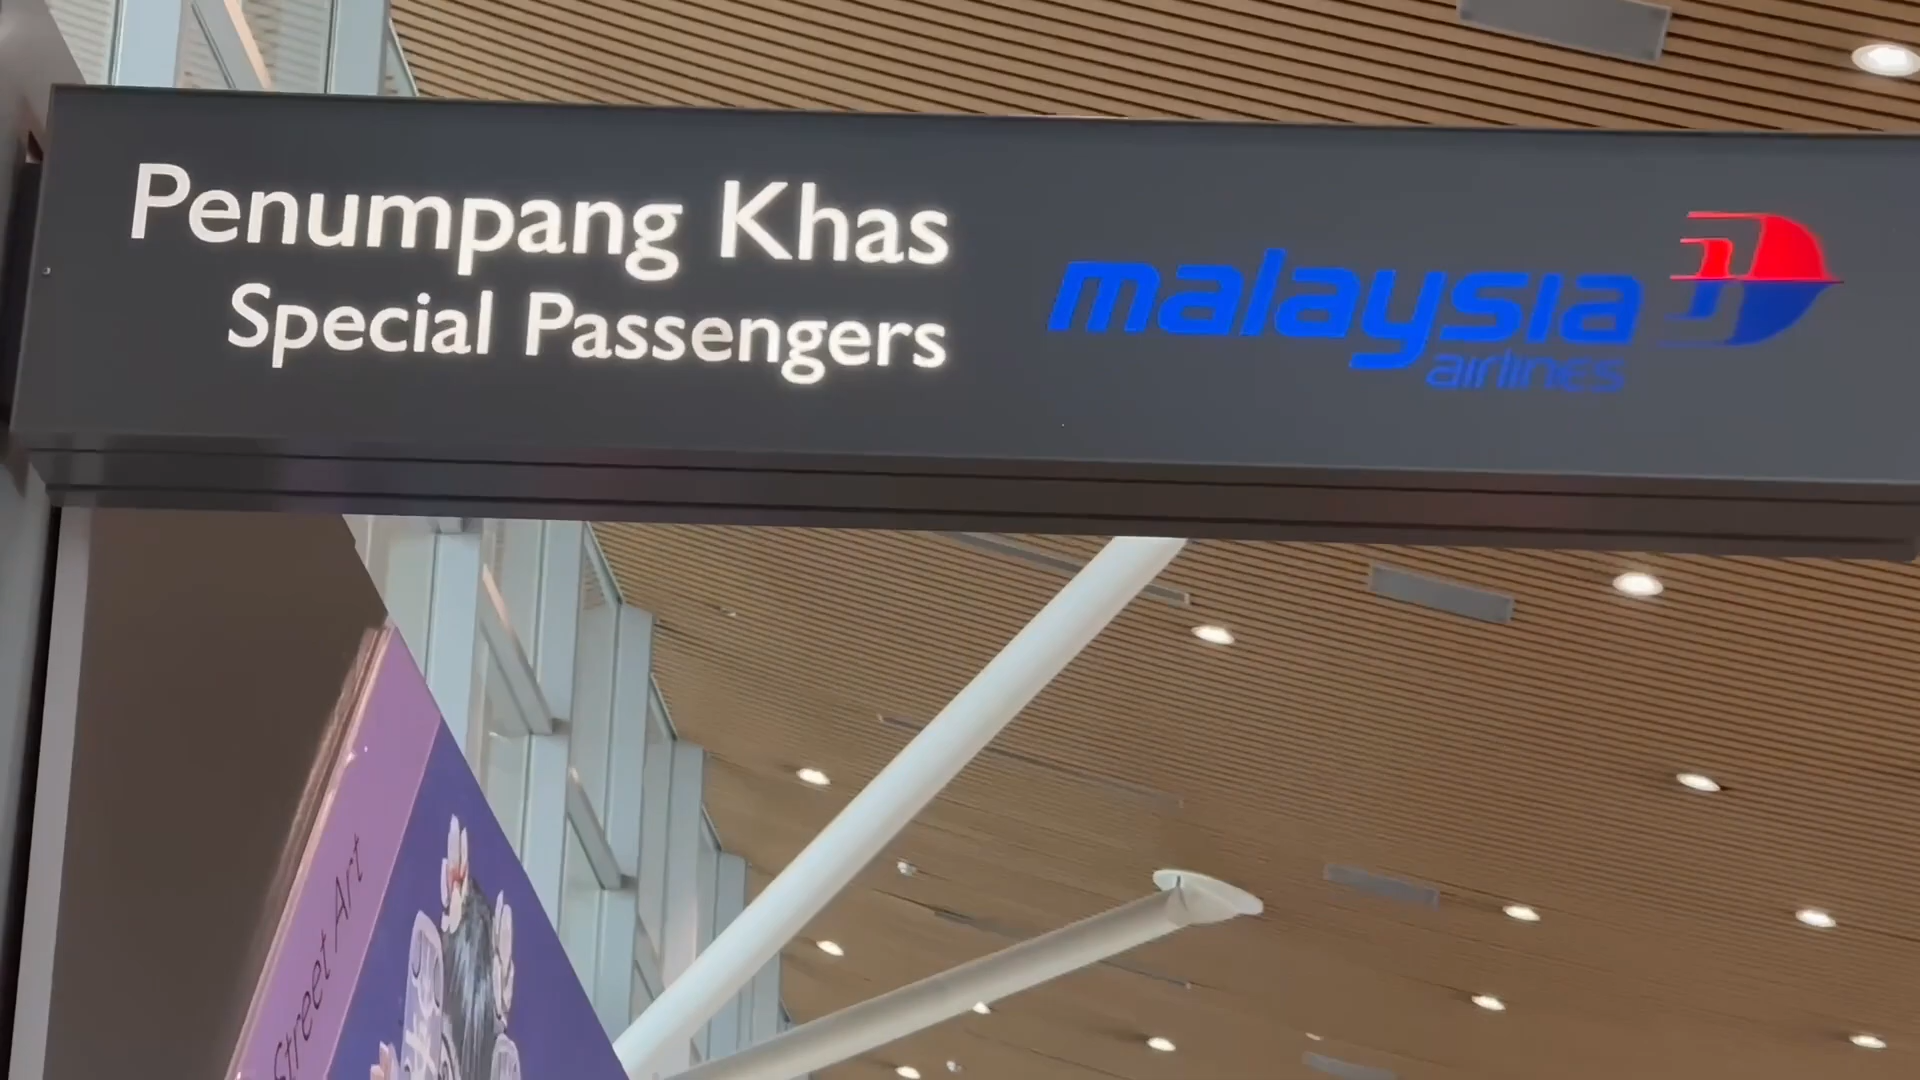 Penumpang Khas
Special Passengers
malaysia
airlines
Street Art